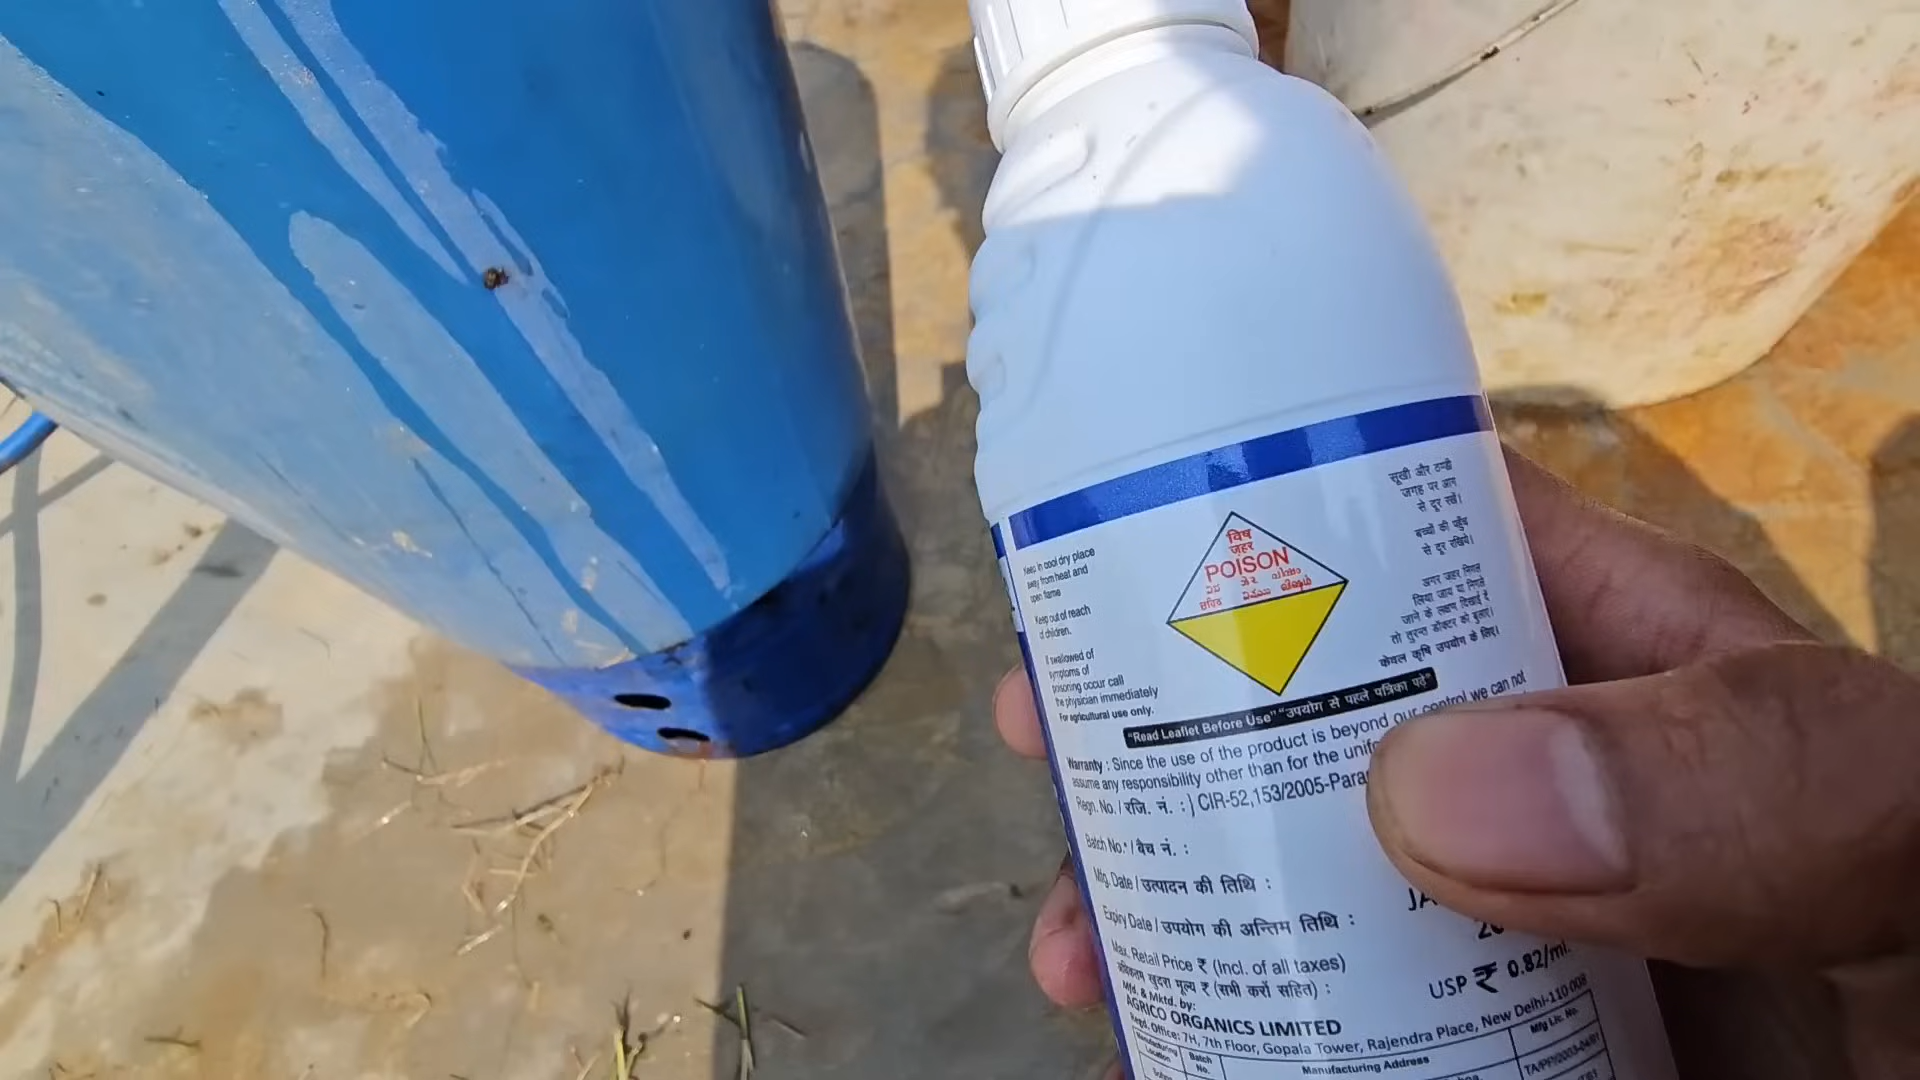 Keep in cool dry place
away from heat and
open flame
Keep out of reach
of children.
If swallowed of
symptoms of
poisoning occur call
the physician immediately
For agricultural use only.
विष
जहर
POISON
सूखी और ठण्डी
जगह पर आग
से दूर रखें।
बच्चों की पहुँच
से दूर रखिये।
अगर जहर निगल
लिया जाय या निगले
जाने के लक्षण दिखाई दें
तो तुरन्त डॉक्टर को बुलाएं।
केवल कृषि उपयोग के लिए।
"Read Leaflet Before Use" "उपयोग से पहले पत्रिका पढ़ें"
Warranty : Since the use of the product is beyond our control we can not
assume any responsibility other than for the
Regn. No. / रजि. नं. : ) CIR-52,153/2005-Para
Batch No.* / बैच नं. :
Mfg. Date / उत्पादन की तिथि :
Expiry Date / उपयोग की अन्तिम तिथि :
Max. Retail Price ₹ (Incl. of all taxes)
अधिकतम खुदरा मूल्य ₹ (सभी करों सहित) :
USP ₹ 0.82/ml.
Mfd. & Mktd. by:
AGRICO ORGANICS LIMITED
Regd. Office: 7H, 7th Floor, Gopala Tower, Rajendra Place, New Delhi-110 008
Manufacturing Location
Batch No.
Manufacturing Address
Mfg Lic. No.